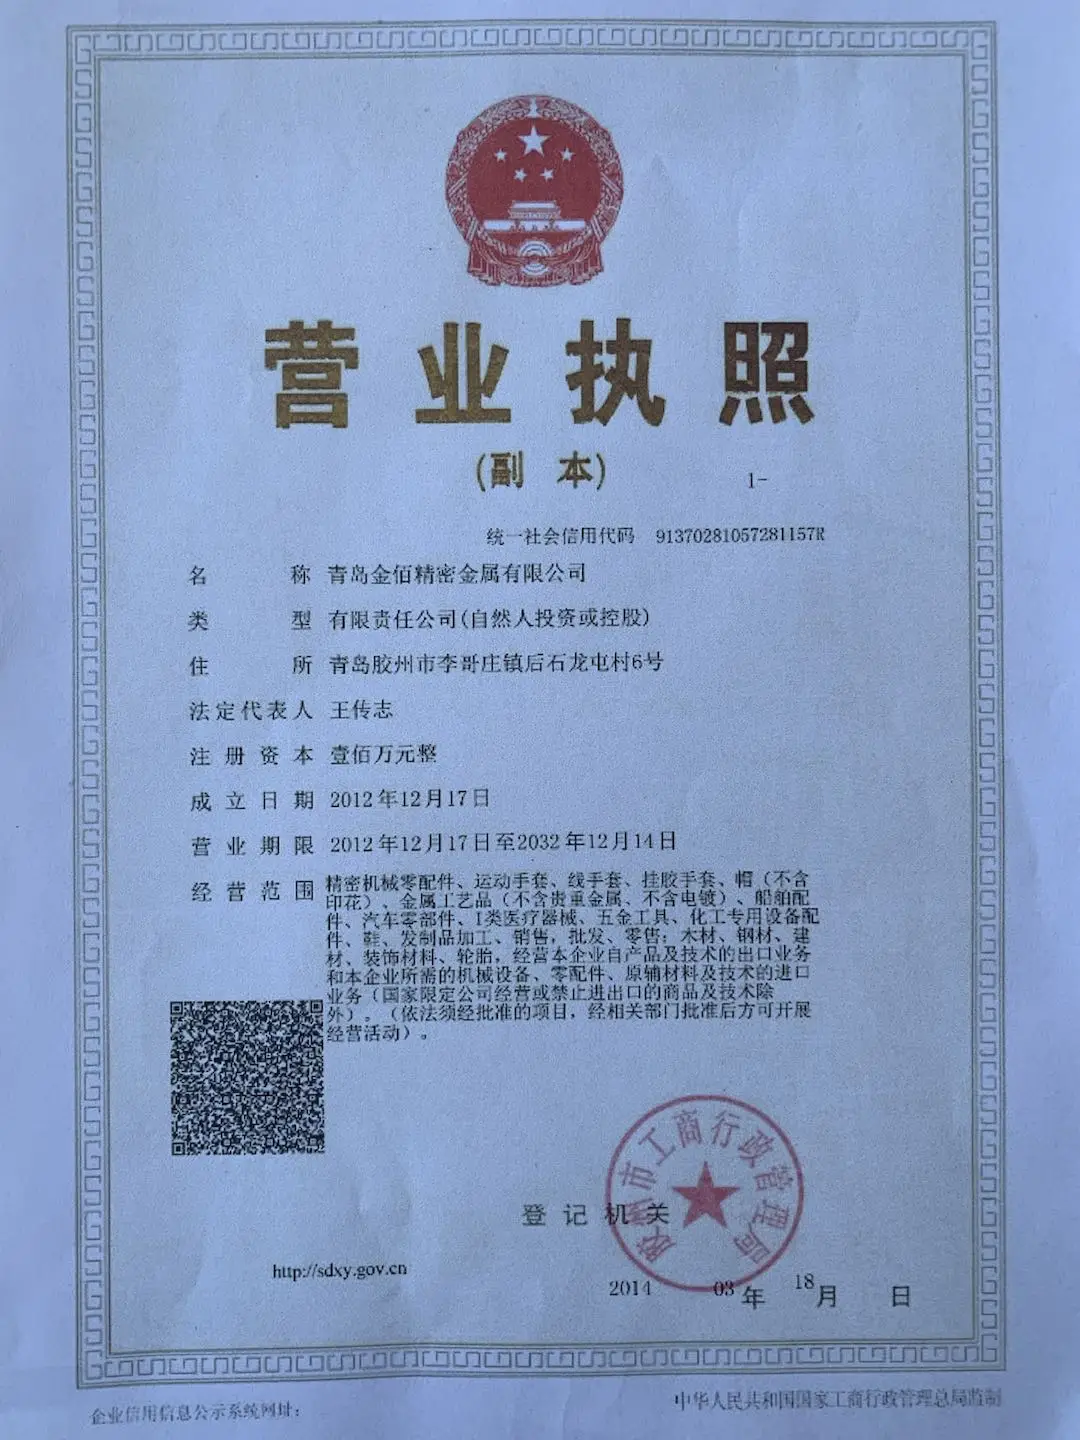 营业执照
(副 本)
1-
统一社会信用代码 91370281057281157R
名称 青岛金佰精密金属有限公司
类型 有限责任公司(自然人投资或控股)
住所 青岛胶州市李哥庄镇后石龙屯村6号
法定代表人 王传志
注册资本 壹佰万元整
成立日期 2012年12月17日
营业期限 2012年12月17日至2032年12月14日
经营范围 精密机械零配件、运动手套、线手套、挂胶手套、帽（不含
印花）、金属工艺品（不含贵重金属、不含电镀）、船舶配
件、汽车零部件、I类医疗器械、五金工具、化工专用设备配
件、鞋、发制品加工、销售，批发、零售：木材、钢材、建
材、装饰材料、轮胎，经营本企业自产品及技术的出口业务
和本企业所需的机械设备、零配件、原辅材料及技术的进口
业务（国家限定公司经营或禁止进出口的商品及技术除
外）。（依法须经批准的项目，经相关部门批准后方可开展
经营活动）。
胶州市工商行政管理局
登记机关
http://sdxy.gov.cn
2014 03年 18月 日
企业信用信息公示系统网址：
中华人民共和国国家工商行政管理总局监制